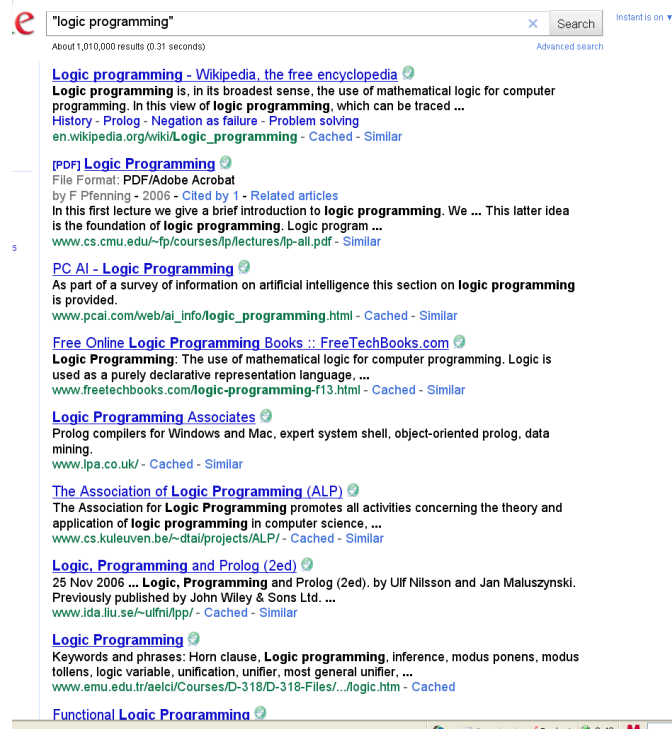 e
"logic programming"
Search
Instant is on ▼
About 1,010,000 results (0.31 seconds)
Advanced search
Logic programming - Wikipedia, the free encyclopedia
Logic programming is, in its broadest sense, the use of mathematical logic for computer
programming. In this view of logic programming, which can be traced ...
History - Prolog - Negation as failure - Problem solving
en.wikipedia.org/wiki/Logic_programming - Cached - Similar
[PDF] Logic Programming
File Format: PDF/Adobe Acrobat
by F Pfenning - 2006 - Cited by 1 - Related articles
In this first lecture we give a brief introduction to logic programming. We ... This latter idea
is the foundation of logic programming. Logic program ...
www.cs.cmu.edu/~fp/courses/lp/lectures/lp-all.pdf - Similar
s
PC AI - Logic Programming
As part of a survey of information on artificial intelligence this section on logic programming
is provided.
www.pcai.com/web/ai_info/logic_programming.html - Cached - Similar
Free Online Logic Programming Books :: FreeTechBooks.com
Logic Programming: The use of mathematical logic for computer programming. Logic is
used as a purely declarative representation language, ...
www.freetechbooks.com/logic-programming-f13.html - Cached - Similar
Logic Programming Associates
Prolog compilers for Windows and Mac, expert system shell, object-oriented prolog, data
mining.
www.lpa.co.uk/ - Cached - Similar
The Association of Logic Programming (ALP)
The Association for Logic Programming promotes all activities concerning the theory and
application of logic programming in computer science, ...
www.cs.kuleuven.be/~dtai/projects/ALP/ - Cached - Similar
Logic, Programming and Prolog (2ed)
25 Nov 2006 ... Logic, Programming and Prolog (2ed). by Ulf Nilsson and Jan Maluszynski.
Previously published by John Wiley & Sons Ltd. ...
www.ida.liu.se/~ulfni/lpp/ - Cached - Similar
Logic Programming
Keywords and phrases: Horn clause, Logic programming, inference, modus ponens, modus
tollens, logic variable, unification, unifier, most general unifier, ...
www.emu.edu.tr/aelci/Courses/D-318/D-318-Files/.../logic.htm - Cached
Functional Logic Programming